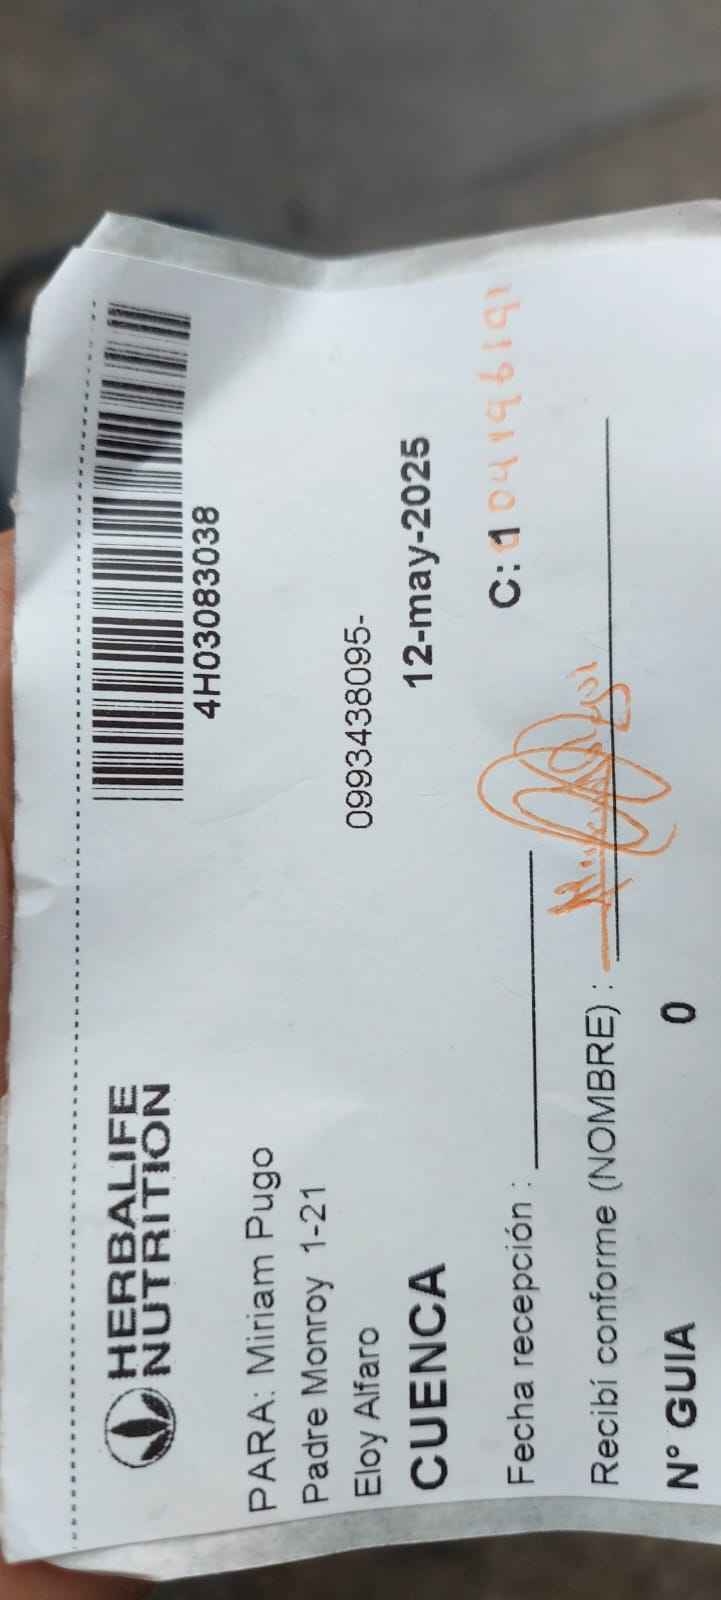 HERBALIFE
NUTRITION
4H03083038
PARA: Miriam Pugo
Padre Monroy 1-21
Eloy Alfaro
0993438095-
CUENCA
12-may-2025
Fecha recepción :
C: 1
Recibí conforme (NOMBRE) :
N° GUIA
0